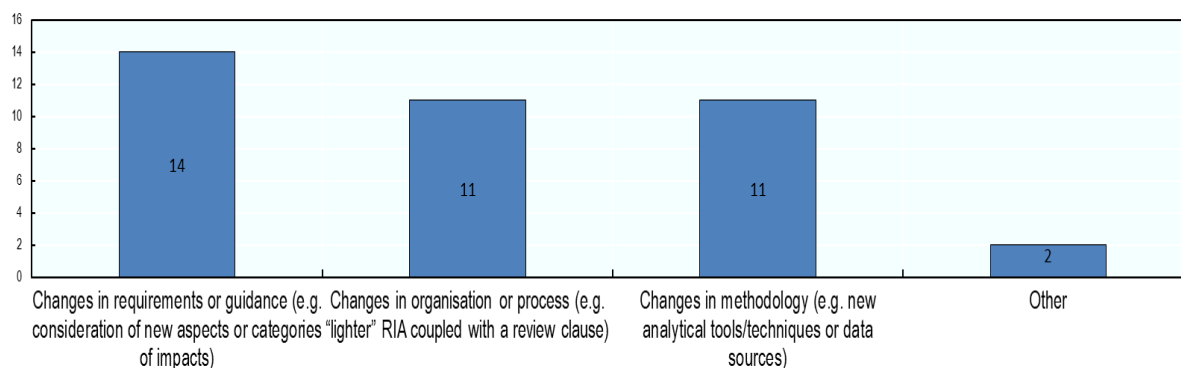 16
14
12
10
8
6
4
2
0
14
11
11
2
Changes in requirements or guidance (e.g.
consideration of new aspects or categories
of impacts)
Changes in organisation or process (e.g.
“lighter” RIA coupled with a review clause)
Changes in methodology (e.g. new
analytical tools/techniques or data
sources)
Other